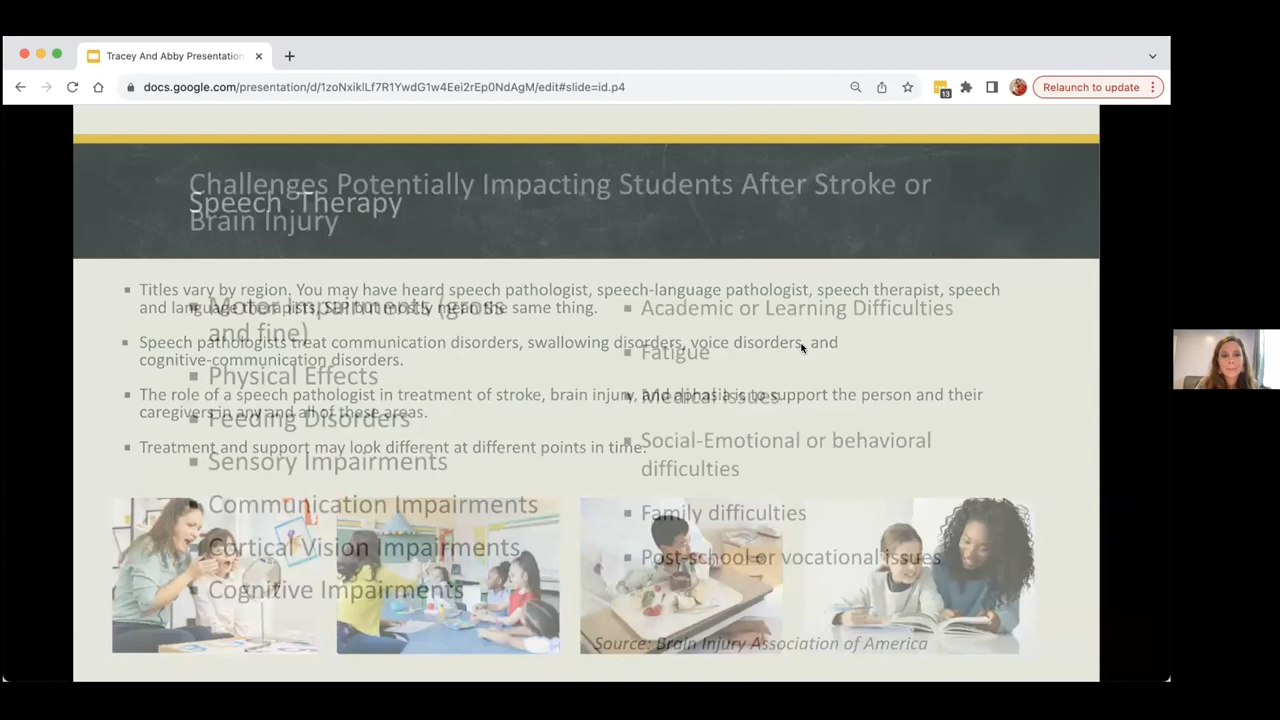 Tracey And Abby Presentation
docs.google.com/presentation/d/1zoNxikILf7R1YwdG1w4Eei2rEp0NdAgM/edit#slide=id.p4
13
Relaunch to update
Challenges Potentially Impacting Students After Stroke or
Brain Injury
Speech Therapy
Titles vary by region. You may have heard speech pathologist, speech-language pathologist, speech therapist, speech
and language therapists, SLP but mostly mean the same thing.
Speech pathologists treat communication disorders, swallowing disorders, voice disorders, and
cognitive-communication disorders.
The role of a speech pathologist in treatment of stroke, brain injury, and aphasia is to support the person and their
caregivers in any and all of these areas.
Treatment and support may look different at different points in time.
Motor Impairments (gross
and fine)
Physical Effects
Feeding Disorders
Sensory Impairments
Communication Impairments
Cortical Vision Impairments
Cognitive Impairments
Academic or Learning Difficulties
Fatigue
Medical issues
Social-Emotional or behavioral
difficulties
Family difficulties
Post-school or vocational issues
Source: Brain Injury Association of America